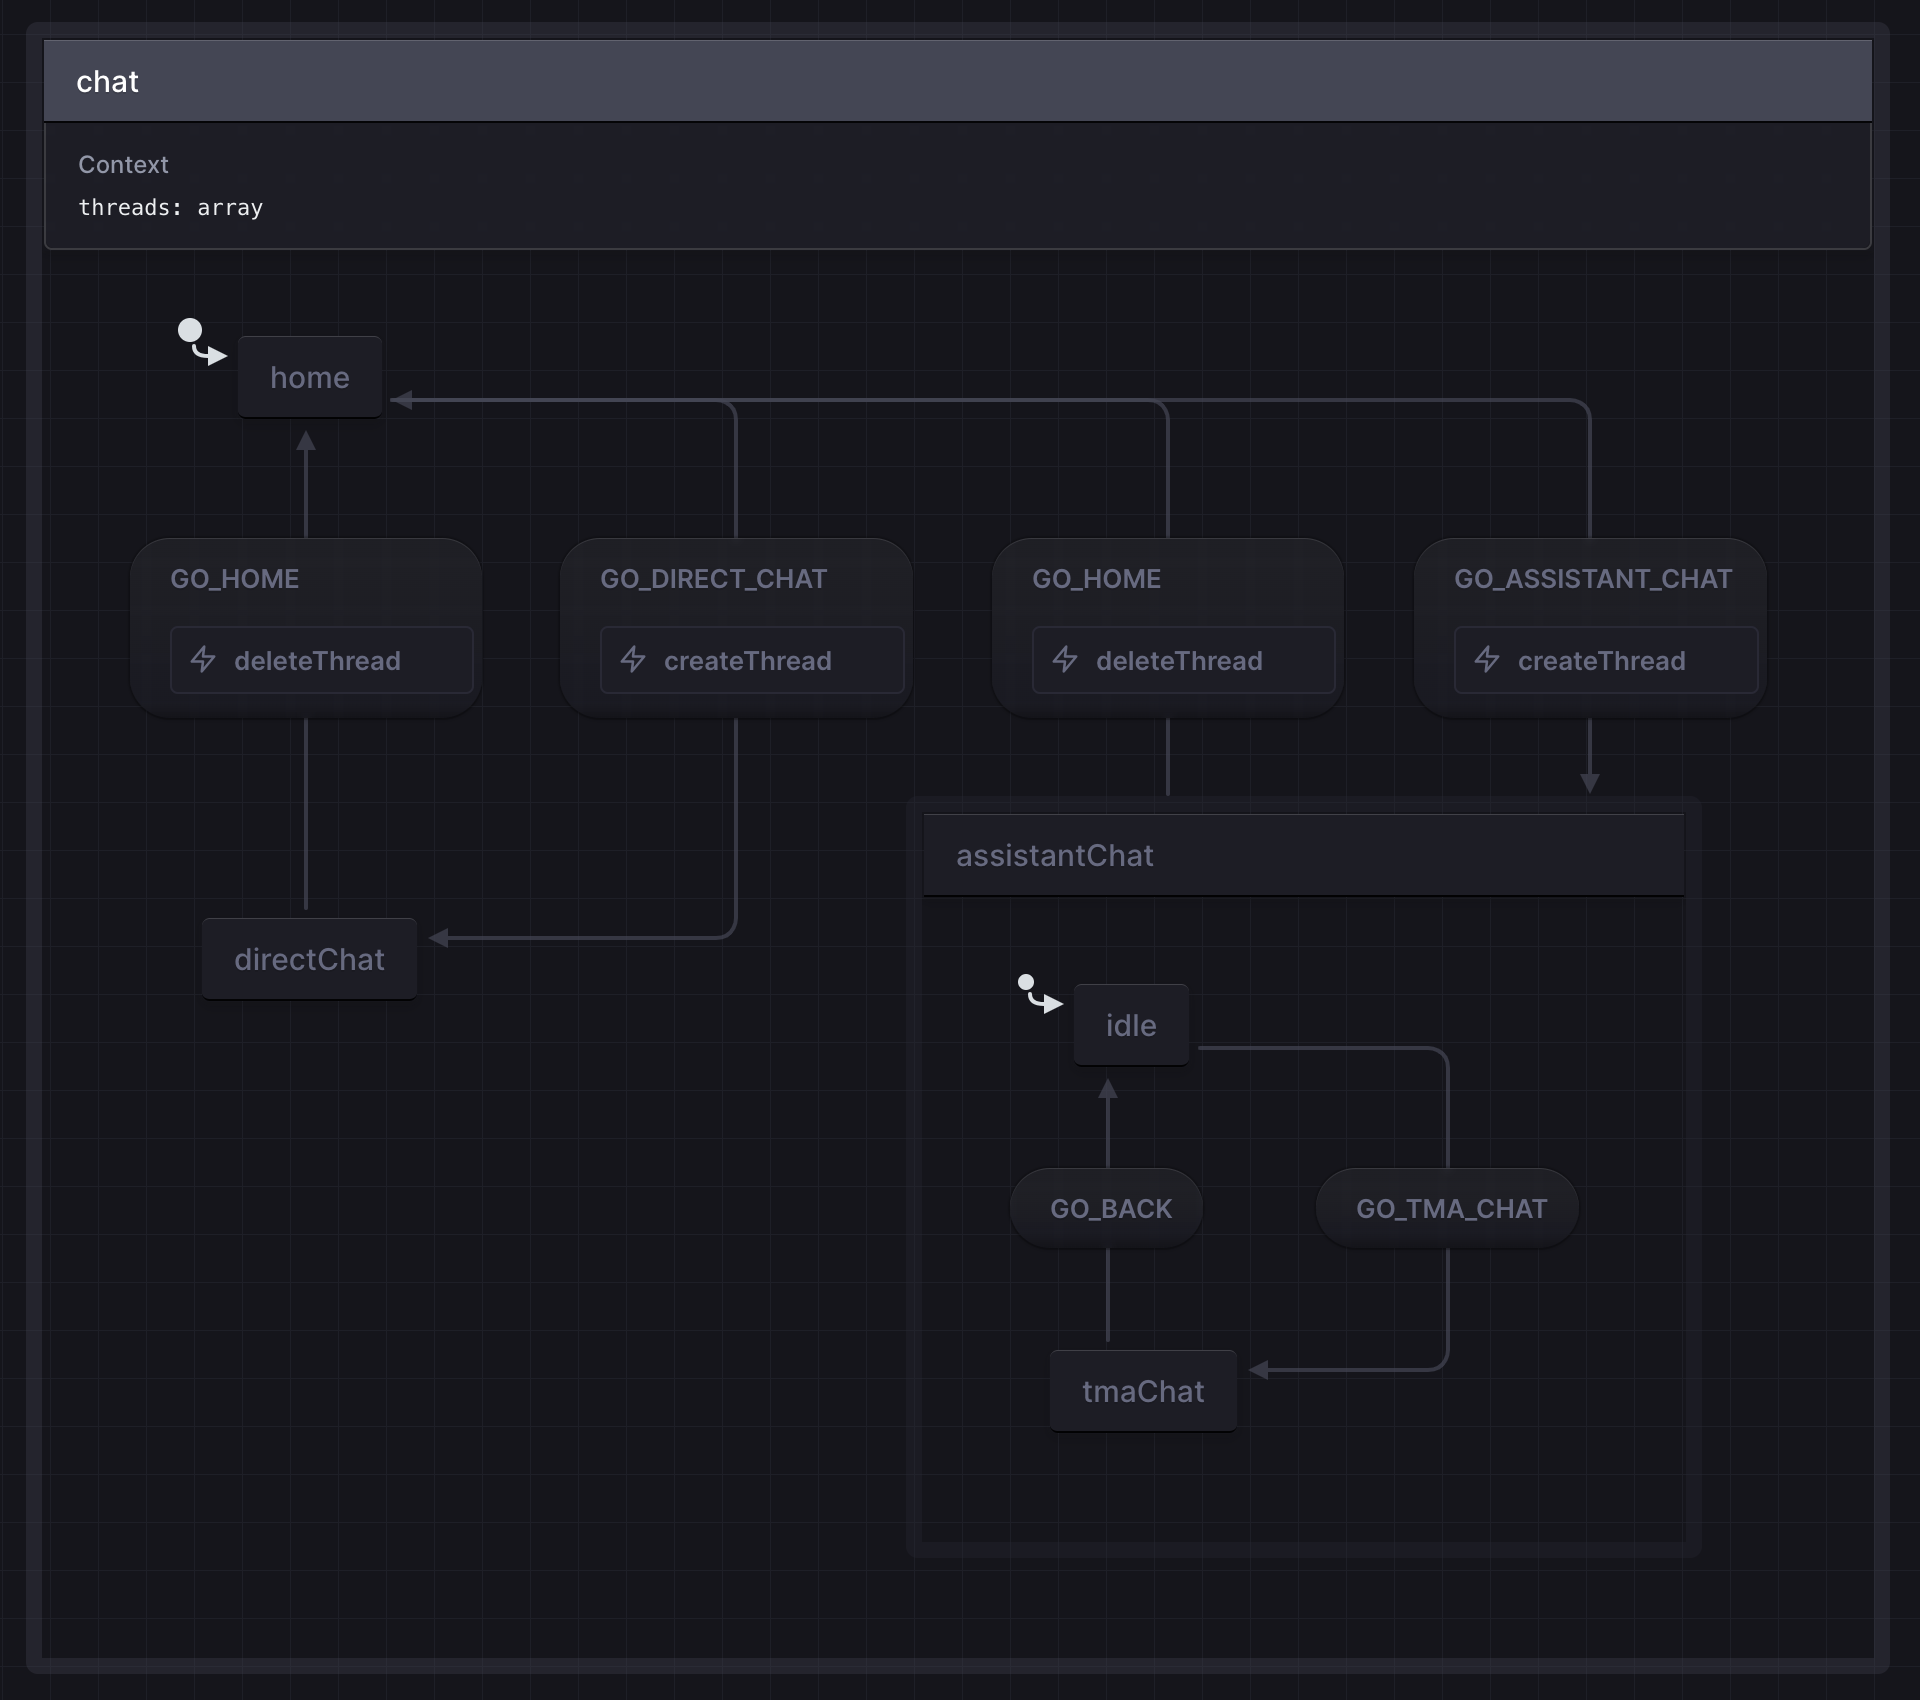 chat
Context
threads: array
home
GO_HOME
deleteThread
GO_DIRECT_CHAT
createThread
GO_HOME
deleteThread
GO_ASSISTANT_CHAT
createThread
assistantChat
directChat
idle
GO_BACK
GO_TMA_CHAT
tmaChat